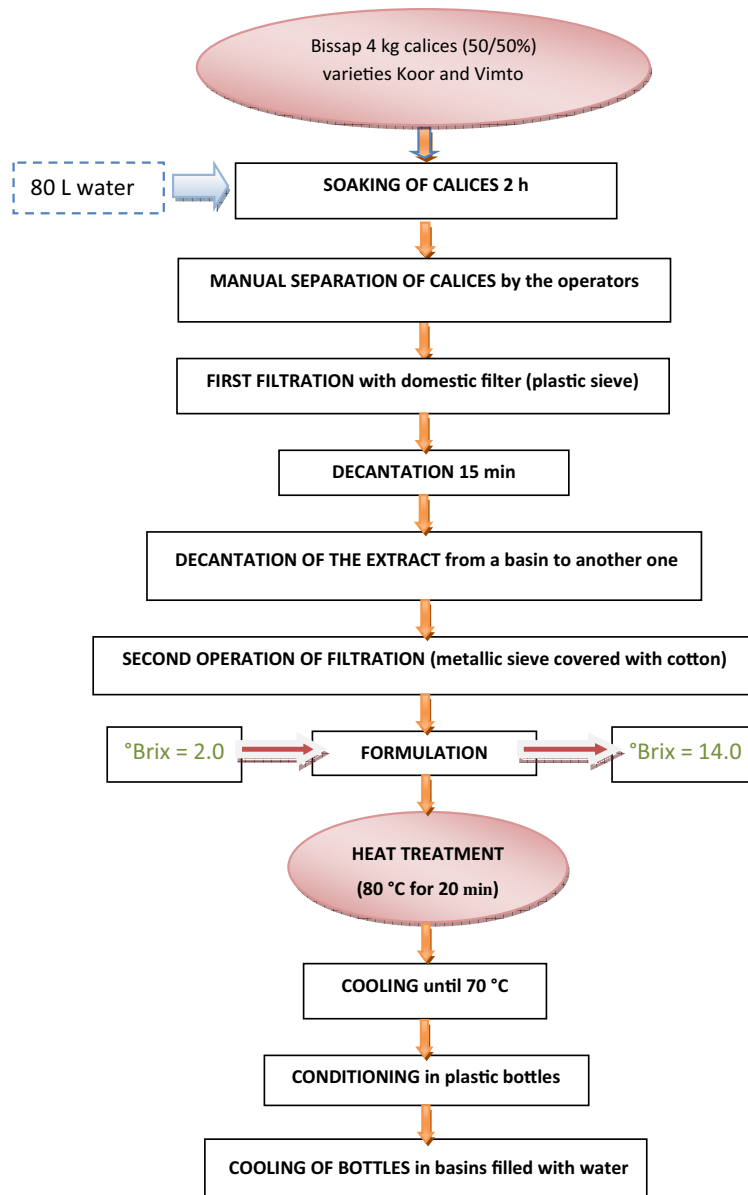 Bissap 4 kg calices (50/50%)
varieties Koor and Vimto
80 L water
SOAKING OF CALICES 2 h
MANUAL SEPARATION OF CALICES by the operators
FIRST FILTRATION with domestic filter (plastic sieve)
DECANTATION 15 min
DECANTATION OF THE EXTRACT from a basin to another one
SECOND OPERATION OF FILTRATION (metallic sieve covered with cotton)
°Brix = 2.0
FORMULATION
°Brix = 14.0
HEAT TREATMENT
(80 °C for 20 min)
COOLING until 70 °C
CONDITIONING in plastic bottles
COOLING OF BOTTLES in basins filled with water